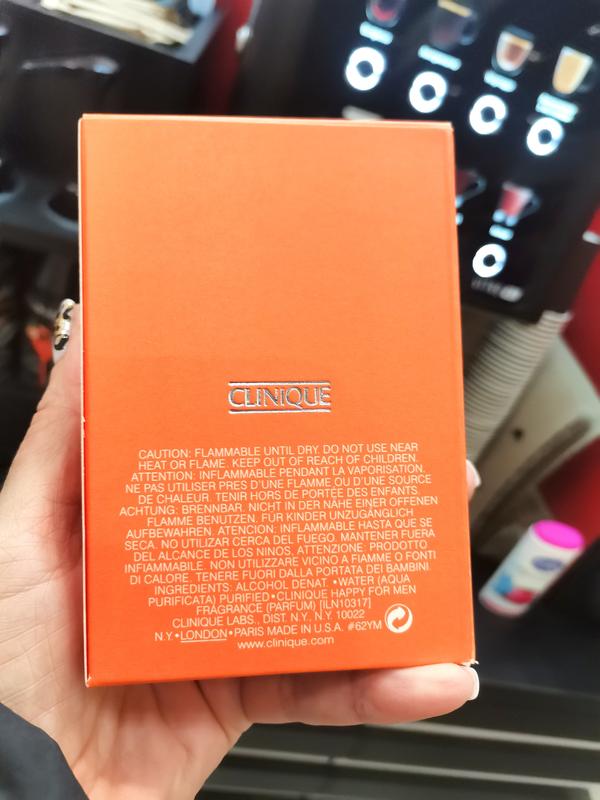 CLINIQUE
CAUTION: FLAMMABLE UNTIL DRY. DO NOT USE NEAR
HEAT OR FLAME. KEEP OUT OF REACH OF CHILDREN.
ATTENTION: INFLAMMABLE PENDANT LA VAPORISATION.
NE PAS UTILISER PRES D'UNE FLAMME OU D'UNE SOURCE
DE CHALEUR. TENIR HORS DE PORTÉE DES ENFANTS.
ACHTUNG: BRENNBAR. NICHT IN DER NÄHE EINER OFFENEN
FLAMME BENUTZEN, FÜR KINDER UNZUGÄNGLICH
AUFBEWAHREN. ATENCION: INFLAMABLE HASTA QUE SE
SECA. NO UTILIZAR CERCA DEL FUEGO. MANTENER FUERA
DEL ALCANCE DE LOS NINOS. ATTENZIONE. PRODOTTO
INFIAMMABILE. NON UTILIZZARE VICINO A FIAMME O FONTI
DI CALORE. TENERE FUORI DALLA PORTATA DEI BAMBINI.
INGREDIENTS: ALCOHOL DENAT. •WATER (AQUA
PURIFICATA) PURIFIED•CLINIQUE HAPPY FOR MEN
FRAGRANCE (PARFUM) [ILN10317]
CLINIQUE LABS., DIST. N.Y., N.Y. 10022
N.Y.•LONDON•PARIS MADE IN U.S.A. #62YM
www.clinique.com